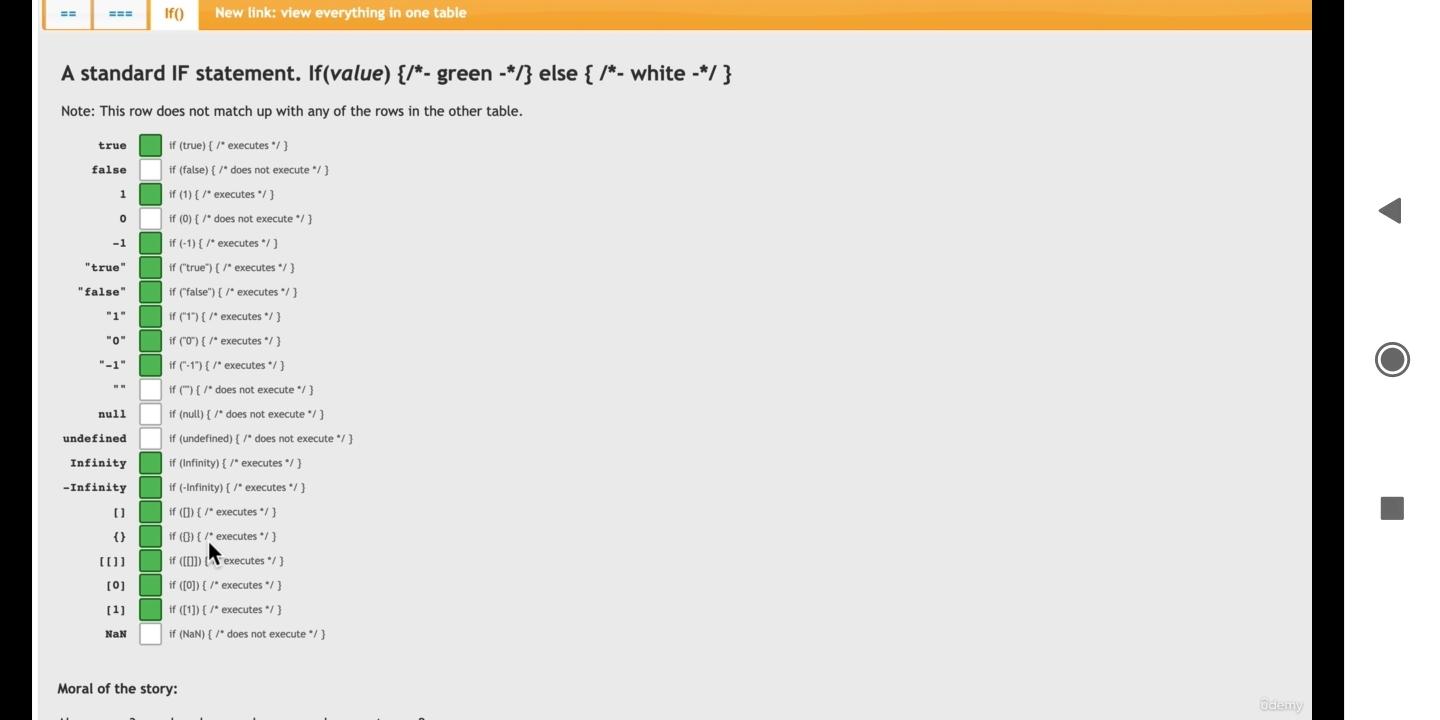 == === If() New link: view everything in one table
A standard IF statement. If(value) {/*- green -*/} else { /*- white -*/ }
Note: This row does not match up with any of the rows in the other table.
true if (true) { /* executes */ }
false if (false) { /* does not execute */ }
1 if (1) { /* executes */ }
0 if (0) { /* does not execute */ }
-1 if (-1) { /* executes */ }
"true" if ("true") { /* executes */ }
"false" if ("false") { /* executes */ }
"1" if ("1") { /* executes */ }
"0" if ("0") { /* executes */ }
"-1" if ("-1") { /* executes */ }
"" if ("") { /* does not execute */ }
null if (null) { /* does not execute */ }
undefined if (undefined) { /* does not execute */ }
Infinity if (Infinity) { /* executes */ }
-Infinity if (-Infinity) { /* executes */ }
[] if ([]) { /* executes */ }
{} if ({}) { /* executes */ }
[[]] if ([[]]) { executes */ }
[0] if ([0]) { /* executes */ }
[1] if ([1]) { /* executes */ }
NaN if (NaN) { /* does not execute */ }
Moral of the story:
ûdemy